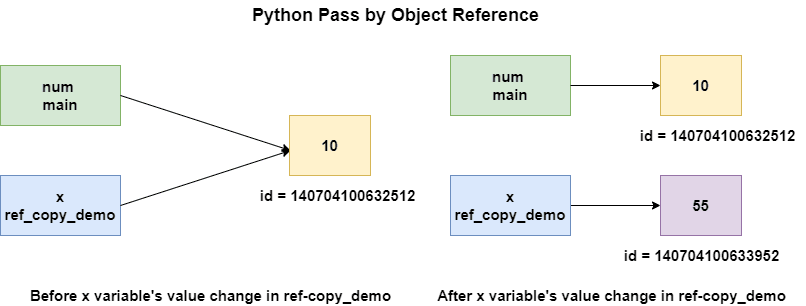 Python Pass by Object Reference
num
main
x
ref_copy_demo
10
id = 140704100632512
Before x variable's value change in ref-copy_demo
num
main
10
id = 140704100632512
x
ref_copy_demo
55
id = 140704100633952
After x variable's value change in ref-copy_demo